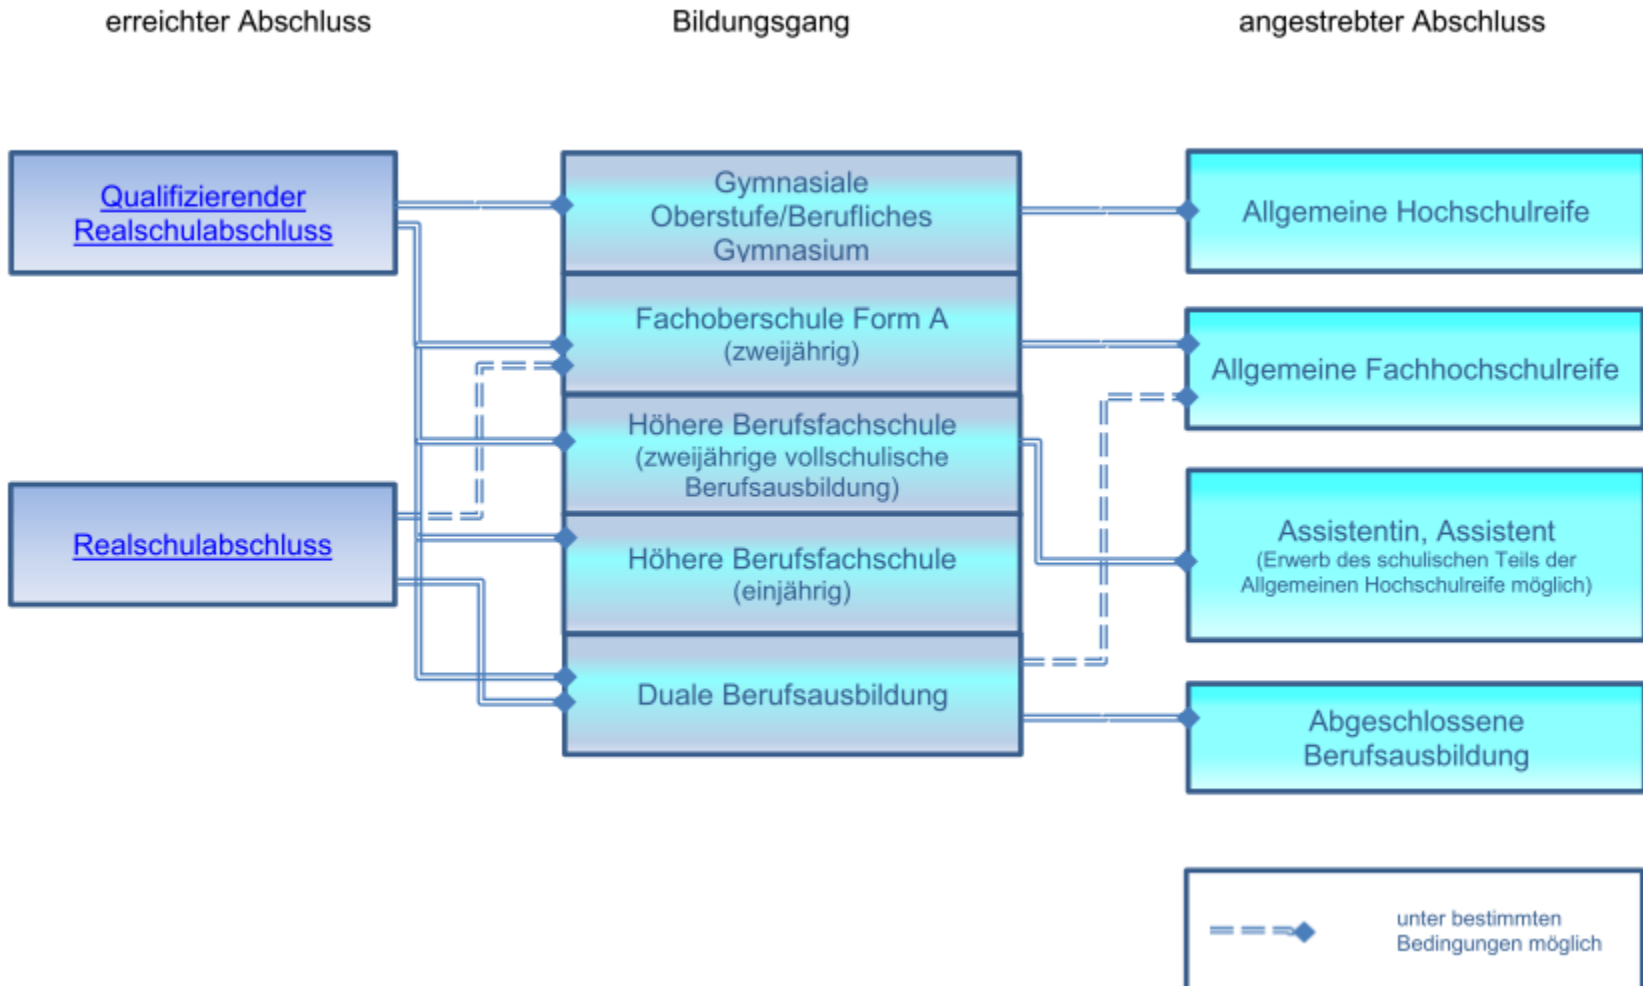 erreichter Abschluss
Bildungsgang
angestrebter Abschluss
Qualifizierender
Realschulabschluss
Realschulabschluss
Gymnasiale
Oberstufe/Berufliches
Gymnasium
Fachoberschule Form A
(zweijährig)
Höhere Berufsfachschule
(zweijährige vollschulische
Berufsausbildung)
Höhere Berufsfachschule
(einjährig)
Duale Berufsausbildung
Allgemeine Hochschulreife
Allgemeine Fachhochschulreife
Assistentin, Assistent
(Erwerb des schulischen Teils der
Allgemeinen Hochschulreife möglich)
Abgeschlossene
Berufsausbildung
unter bestimmten
Bedingungen möglich